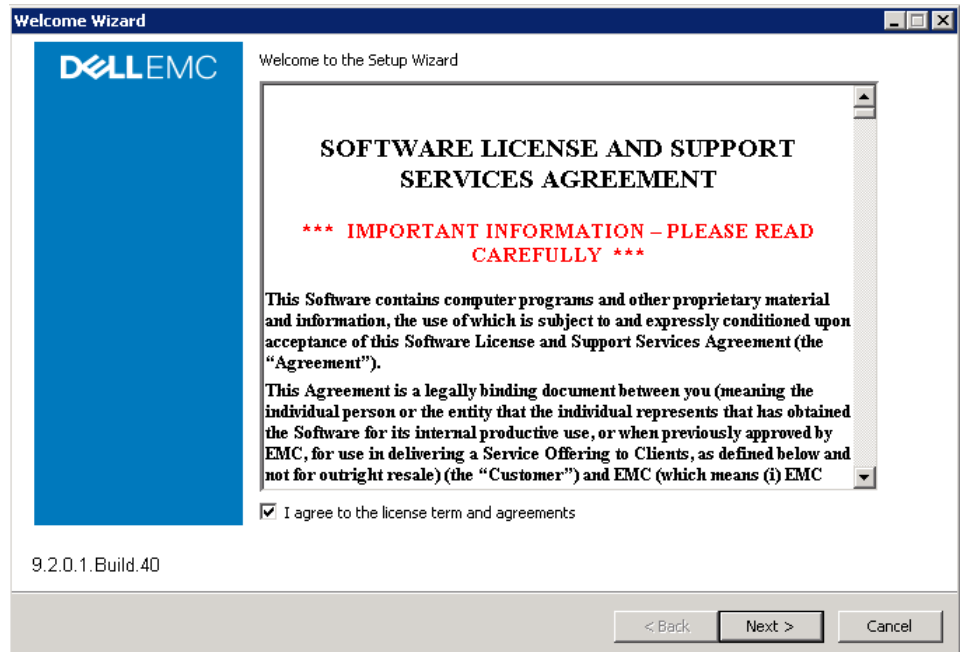 Welcome Wizard
DELLEMC
Welcome to the Setup Wizard
SOFTWARE LICENSE AND SUPPORT
SERVICES AGREEMENT
*** IMPORTANT INFORMATION – PLEASE READ
CAREFULLY ***
This Software contains computer programs and other proprietary material
and information, the use of which is subject to and expressly conditioned upon
acceptance of this Software License and Support Services Agreement (the
“Agreement”).
This Agreement is a legally binding document between you (meaning the
individual person or the entity that the individual represents that has obtained
the Software for its internal productive use, or when previously approved by
EMC, for use in delivering a Service Offering to Clients, as defined below and
not for outright resale) (the “Customer”) and EMC (which means (i) EMC
I agree to the license term and agreements
9.2.0.1.Build.40
< Back
Next >
Cancel